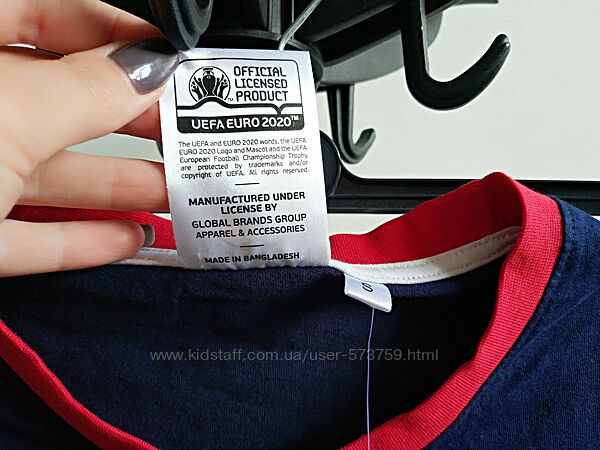 OFFICIAL
LICENSED
PRODUCT
UEFA EURO 2020™
The UEFA and EURO 2020 words, the UEFA
EURO 2020 Logo and Mascot and the UEFA
European Football Championship Trophy
are protected by trademarks and/or
copyright of UEFA. All rights reserved.
MANUFACTURED UNDER
LICENSE BY
GLOBAL BRANDS GROUP
APPAREL & ACCESSORIES
MADE IN BANGLADESH
www.kidstaff.com.ua/user-573759.html